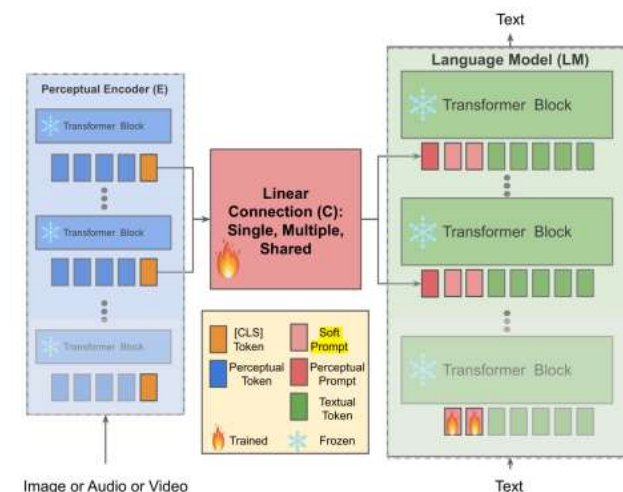 Text
Perceptual Encoder (E)
Transformer Block
Transformer Block
Transformer Block
Image or Audio or Video
Linear
Connection (C):
Single, Multiple,
Shared
[CLS]
Token
Soft
Prompt
Perceptual
Token
Perceptual
Prompt
Textual
Token
Trained
Frozen
Language Model (LM)
Transformer Block
Transformer Block
Transformer Block
Text